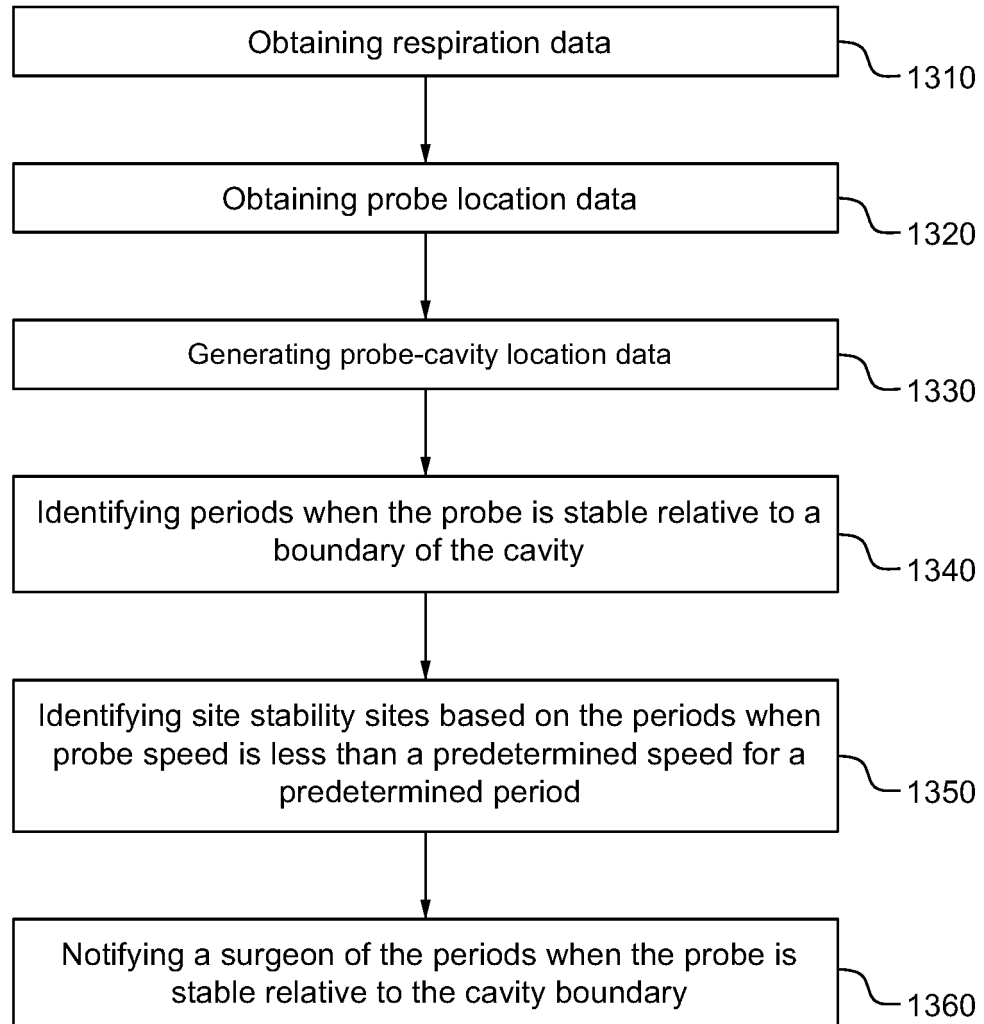 Obtaining respiration data
1310
Obtaining probe location data
1320
Generating probe-cavity location data
1330
Identifying periods when the probe is stable relative to a
boundary of the cavity
1340
Identifying site stability sites based on the periods when
probe speed is less than a predetermined speed for a
predetermined period
1350
Notifying a surgeon of the periods when the probe is
stable relative to the cavity boundary
1360